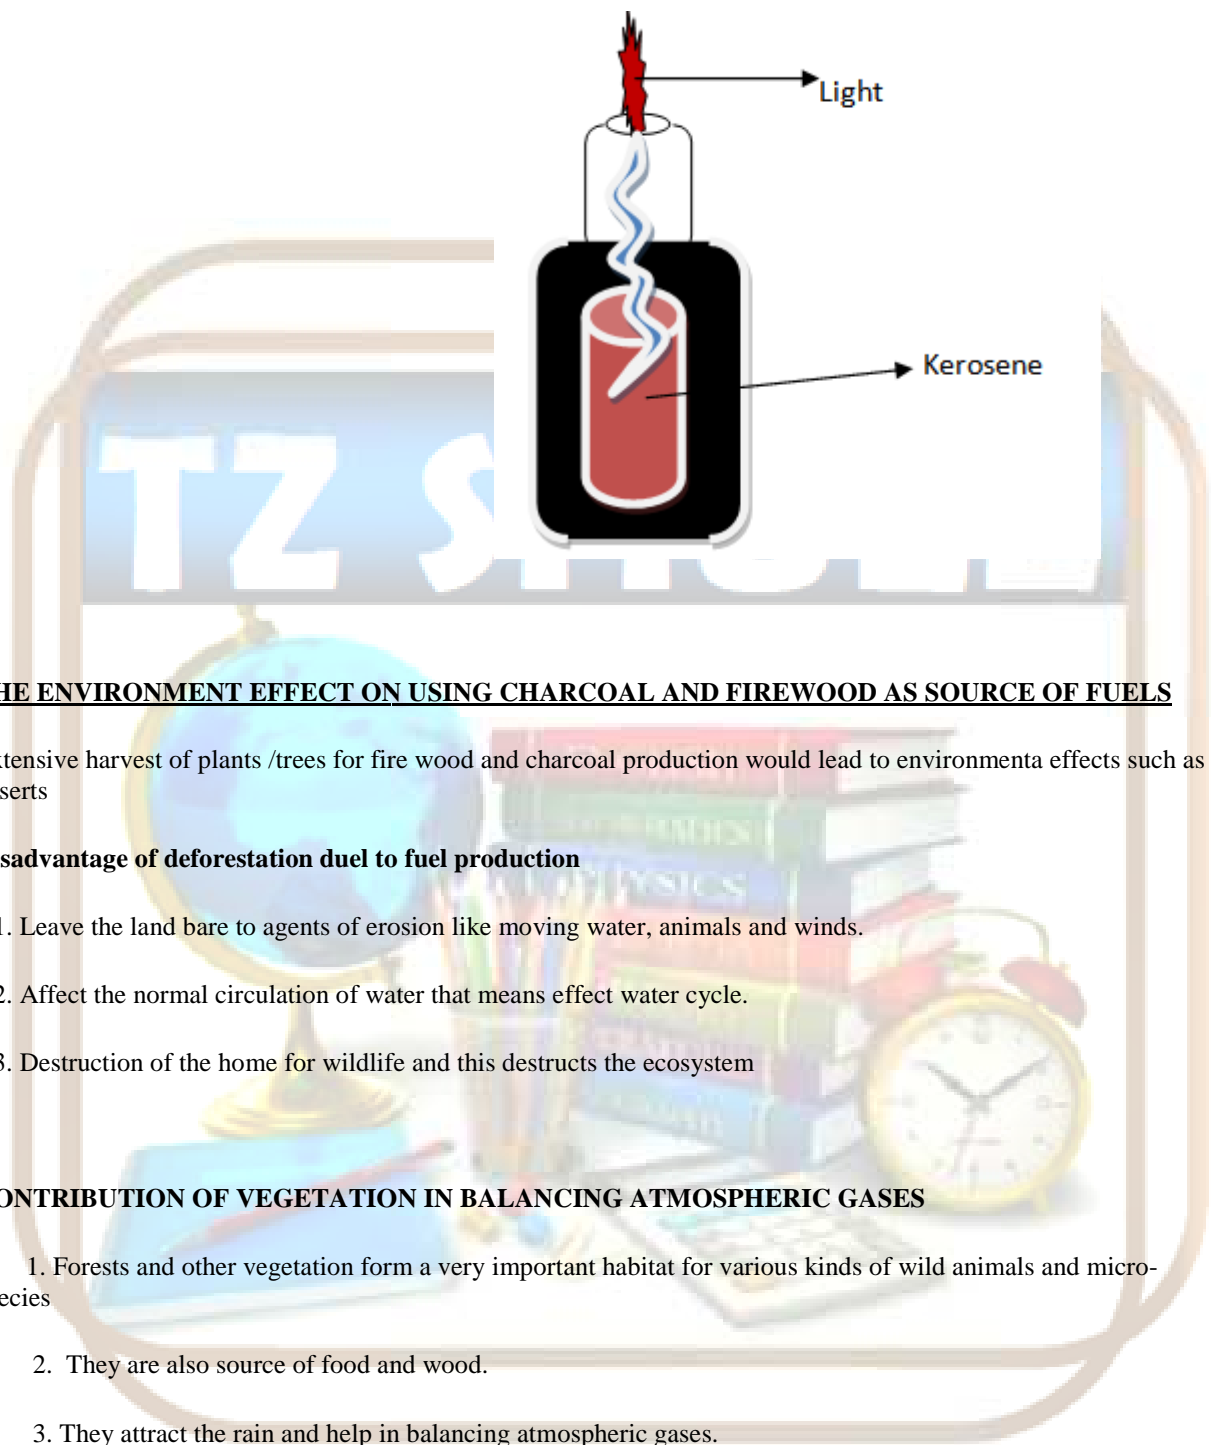 Light
Kerosene
TZ
HE ENVIRONMENT EFFECT ON USING CHARCOAL AND FIREWOOD AS SOURCE OF FUELS
xtensive harvest of plants /trees for fire wood and charcoal production would lead to environmenta effects such as
serts
sadvantage of deforestation duel to fuel production
1. Leave the land bare to agents of erosion like moving water, animals and winds.
2. Affect the normal circulation of water that means effect water cycle.
3. Destruction of the home for wildlife and this destructs the ecosystem
ONTRIBUTION OF VEGETATION IN BALANCING ATMOSPHERIC GASES
1. Forests and other vegetation form a very important habitat for various kinds of wild animals and micro-
ecies
2. They are also source of food and wood.
3. They attract the rain and help in balancing atmospheric gases.